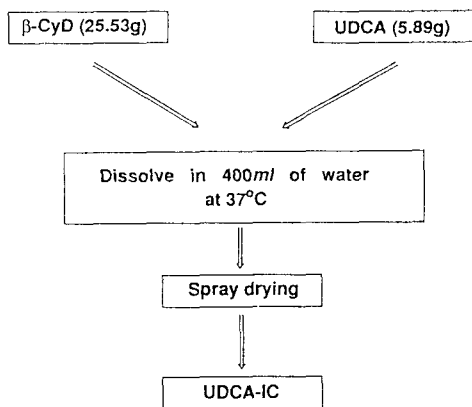 β-CyD (25.53g)
UDCA (5.89g)
Dissolve in 400ml of water
at 37°C
Spray drying
UDCA-IC